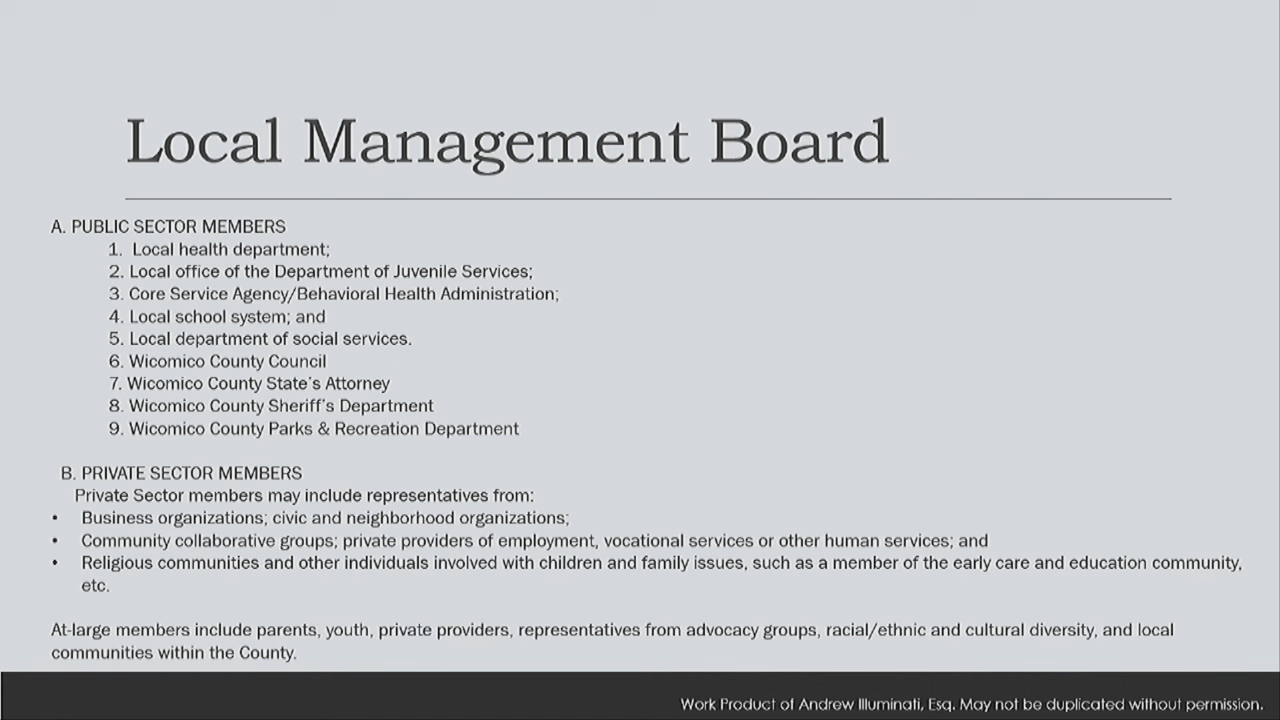 Local Management Board
A. PUBLIC SECTOR MEMBERS
1. Local health department;
2. Local office of the Department of Juvenile Services;
3. Core Service Agency/Behavioral Health Administration;
4. Local school system; and
5. Local department of social services.
6. Wicomico County Council
7. Wicomico County State's Attorney
8. Wicomico County Sheriff's Department
9. Wicomico County Parks & Recreation Department
B. PRIVATE SECTOR MEMBERS
Private Sector members may include representatives from:
• Business organizations; civic and neighborhood organizations;
• Community collaborative groups; private providers of employment, vocational services or other human services; and
• Religious communities and other individuals involved with children and family issues, such as a member of the early care and education community,
etc.
At-large members include parents, youth, private providers, representatives from advocacy groups, racial/ethnic and cultural diversity, and local
communities within the County.
Work Product of Andrew Illuminati, Esq. May not be duplicated without permission.